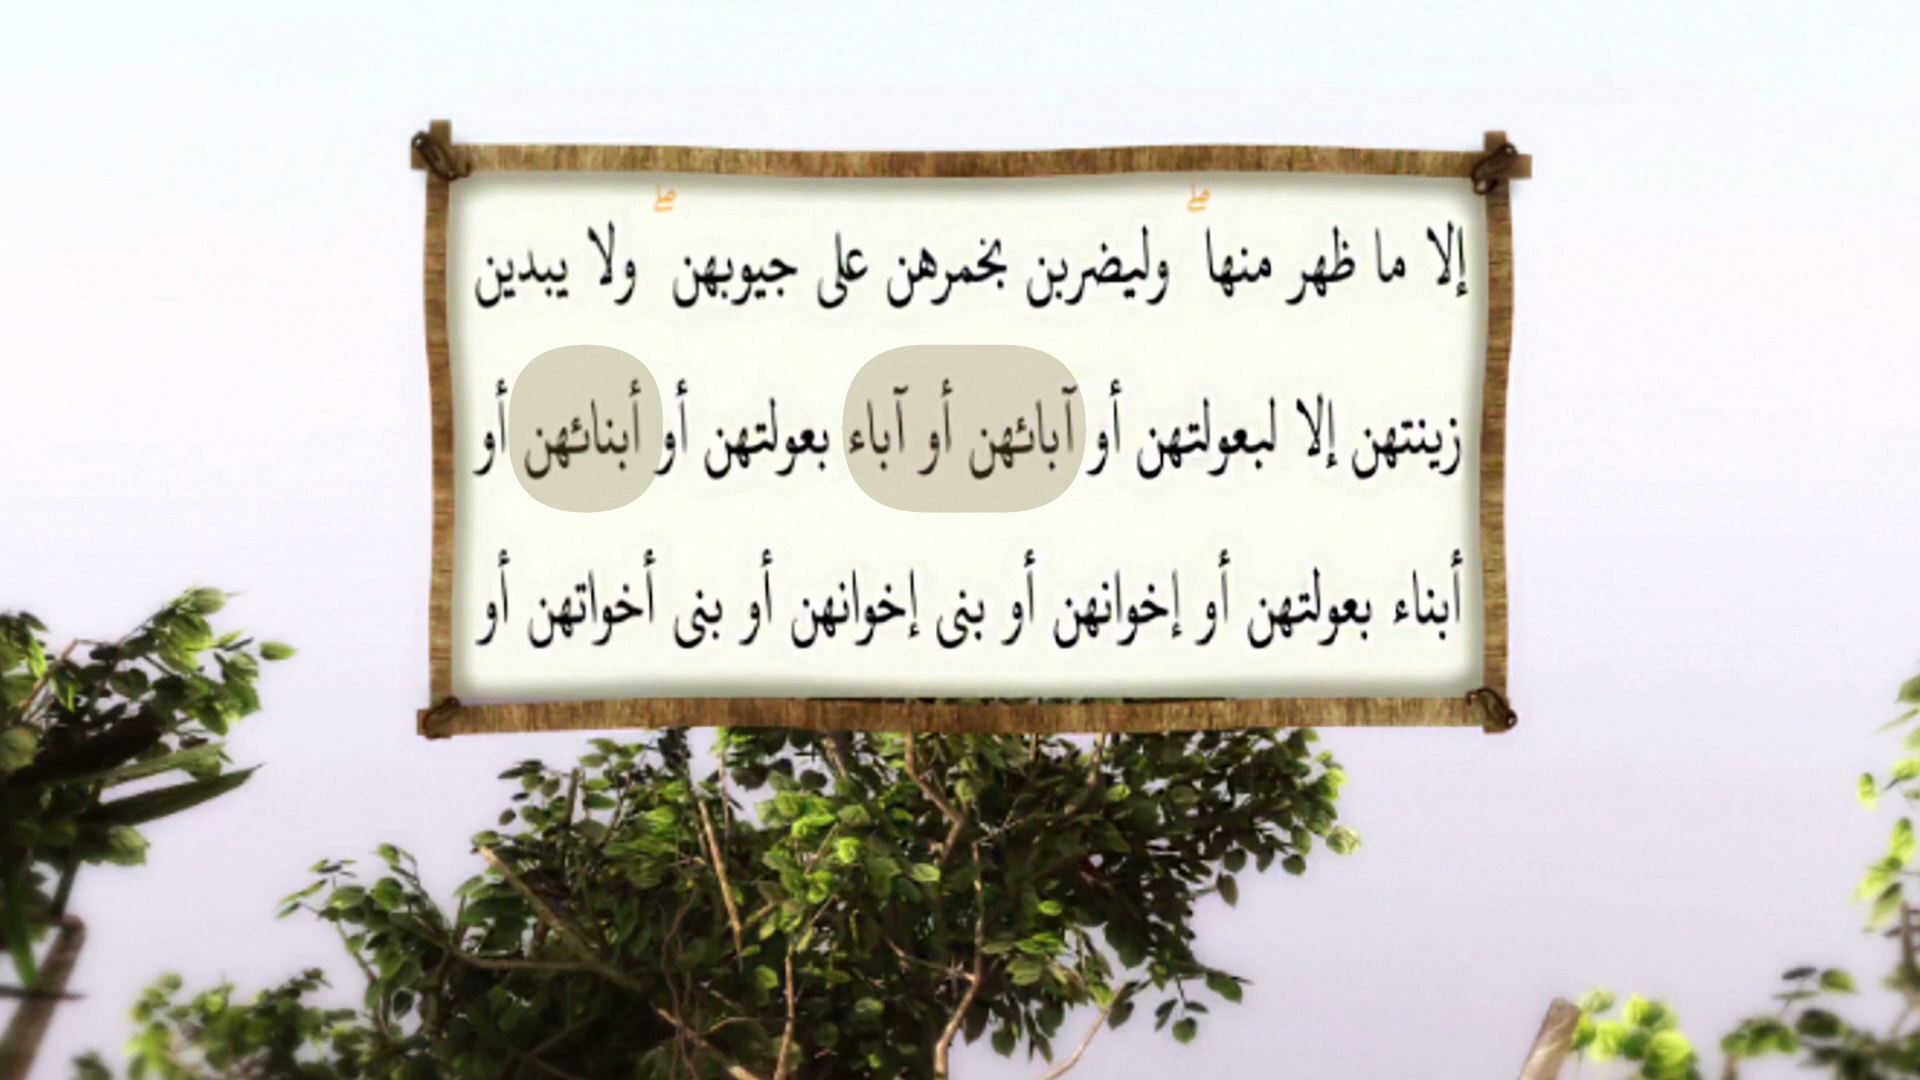 إلا ما ظهر منها ۖ وليضربن بخمرهن على جيوبهن ۖ ولا يبدين
زينتهن إلا لبعولتهن أو آبائهن أو آباء بعولتهن أو أبنائهن أو
أبناء بعولتهن أو إخوانهن أو بنى إخوانهن أو بنى أخواتهن أو